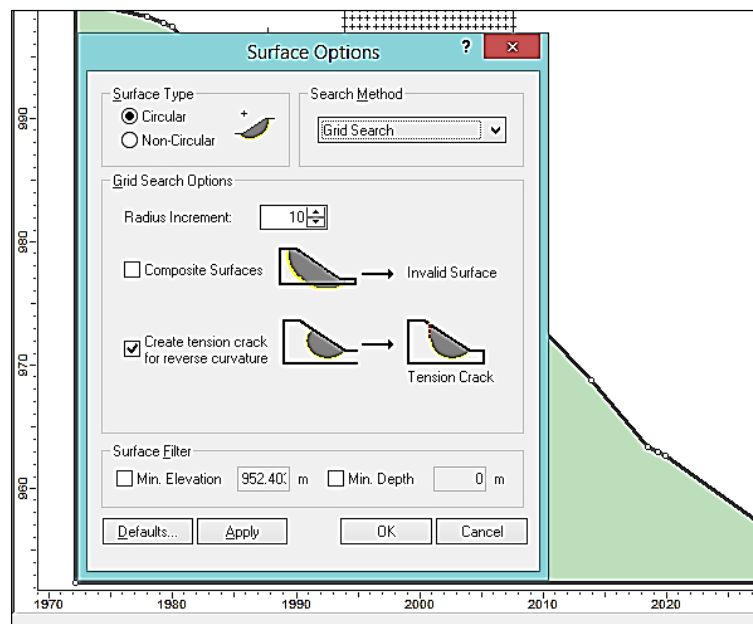 Surface Options
?
Surface Type
Circular
Non-Circular
Search Method
Grid Search
Grid Search Options
Radius Increment: 10
Composite Surfaces
Invalid Surface
Create tension crack
for reverse curvature
Tension Crack
Surface Filter
Min. Elevation 952.40 m Min. Depth 0 m
Defaults... Apply OK Cancel
990
980
970
960
1970 1980 1990 2000 2010 2020